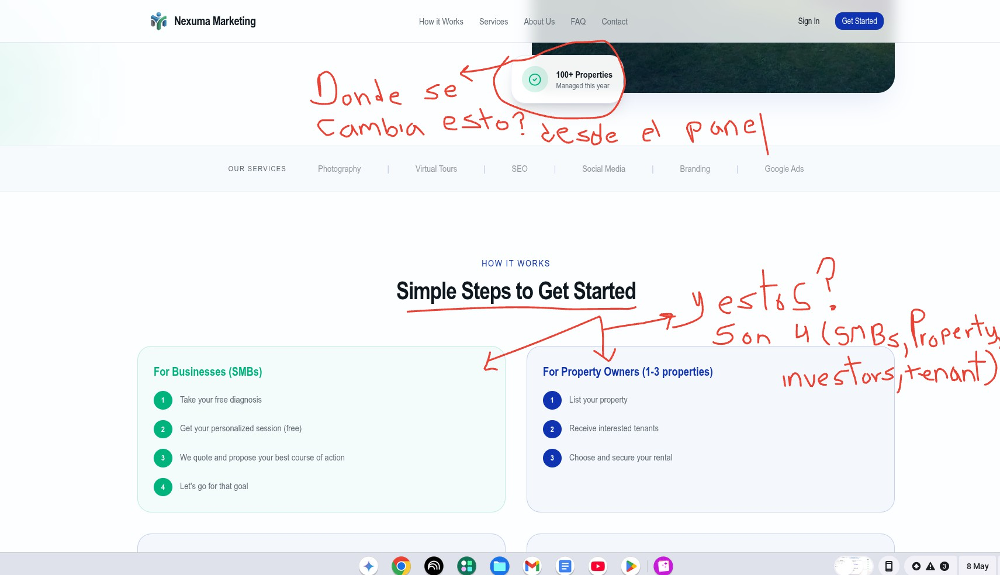 Nexuma Marketing
How it Works Services About Us FAQ Contact
Sign In Get Started
100+ Properties
Managed this year
Donde se
cambia esto? desde el panel
OUR SERVICES Photography | Virtual Tours | SEO | Social Media | Branding | Google Ads
HOW IT WORKS
Simple Steps to Get Started
y estos?
Son 4 (SMBs, Property,
investors, tenant)
For Businesses (SMBs)
1 Take your free diagnosis
2 Get your personalized session (free)
3 We quote and propose your best course of action
4 Let's go for that goal
For Property Owners (1-3 properties)
1 List your property
2 Receive interested tenants
3 Choose and secure your rental
3
8 May